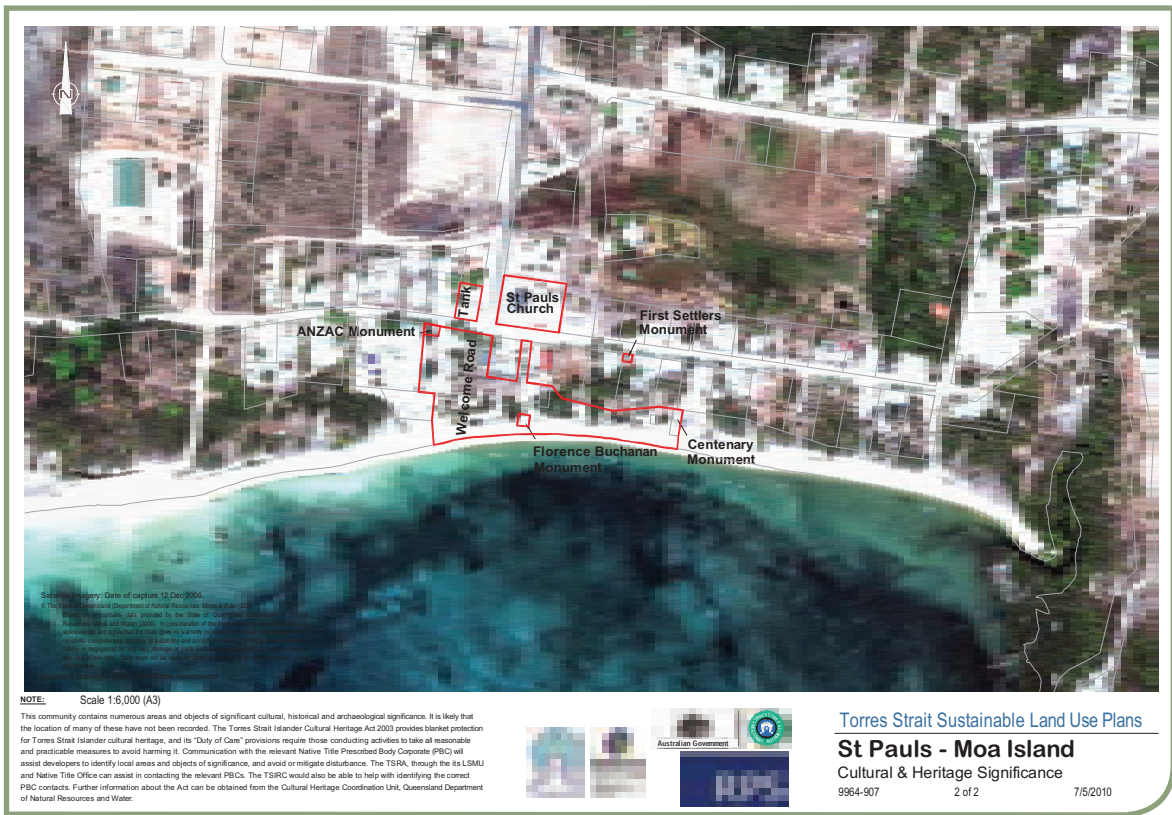 N
Tank
St Pauls
Church
ANZAC Monument
First Settlers
Monument
Welcome Road
Florence Buchanan
Monument
Centenary
Monument
Satellite Imagery: Date of capture 12 Dec 2006.
NOTE: Scale 1:6,000 (A3)
This community contains numerous areas and objects of significant cultural, historical and archaeological significance. It is likely that
the location of many of these have not been recorded. The Torres Strait Islander Cultural Heritage Act 2003 provides blanket protection
for Torres Strait Islander cultural heritage, and its "Duty of Care" provisions require those conducting activities to take all reasonable
and practicable measures to avoid harming it. Communication with the relevant Native Title Prescribed Body Corporate (PBC) will
assist developers to identify local areas and objects of significance, and avoid or mitigate disturbance. The TSRA, through the its LSMU
and Native Title Office can assist in contacting the relevant PBCs. The TSIRC would also be able to help with identifying the correct
PBC contacts. Further information about the Act can be obtained from the Cultural Heritage Coordination Unit, Queensland Department
of Natural Resources and Water.
Australian Government
RPS
Torres Strait Sustainable Land Use Plans
St Pauls - Moa Island
Cultural & Heritage Significance
9964-907 2 of 2 7/5/2010